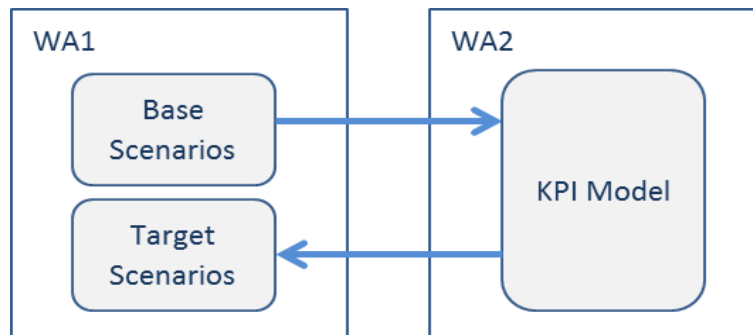 WA1
Base
Scenarios
Target
Scenarios
WA2
KPI Model